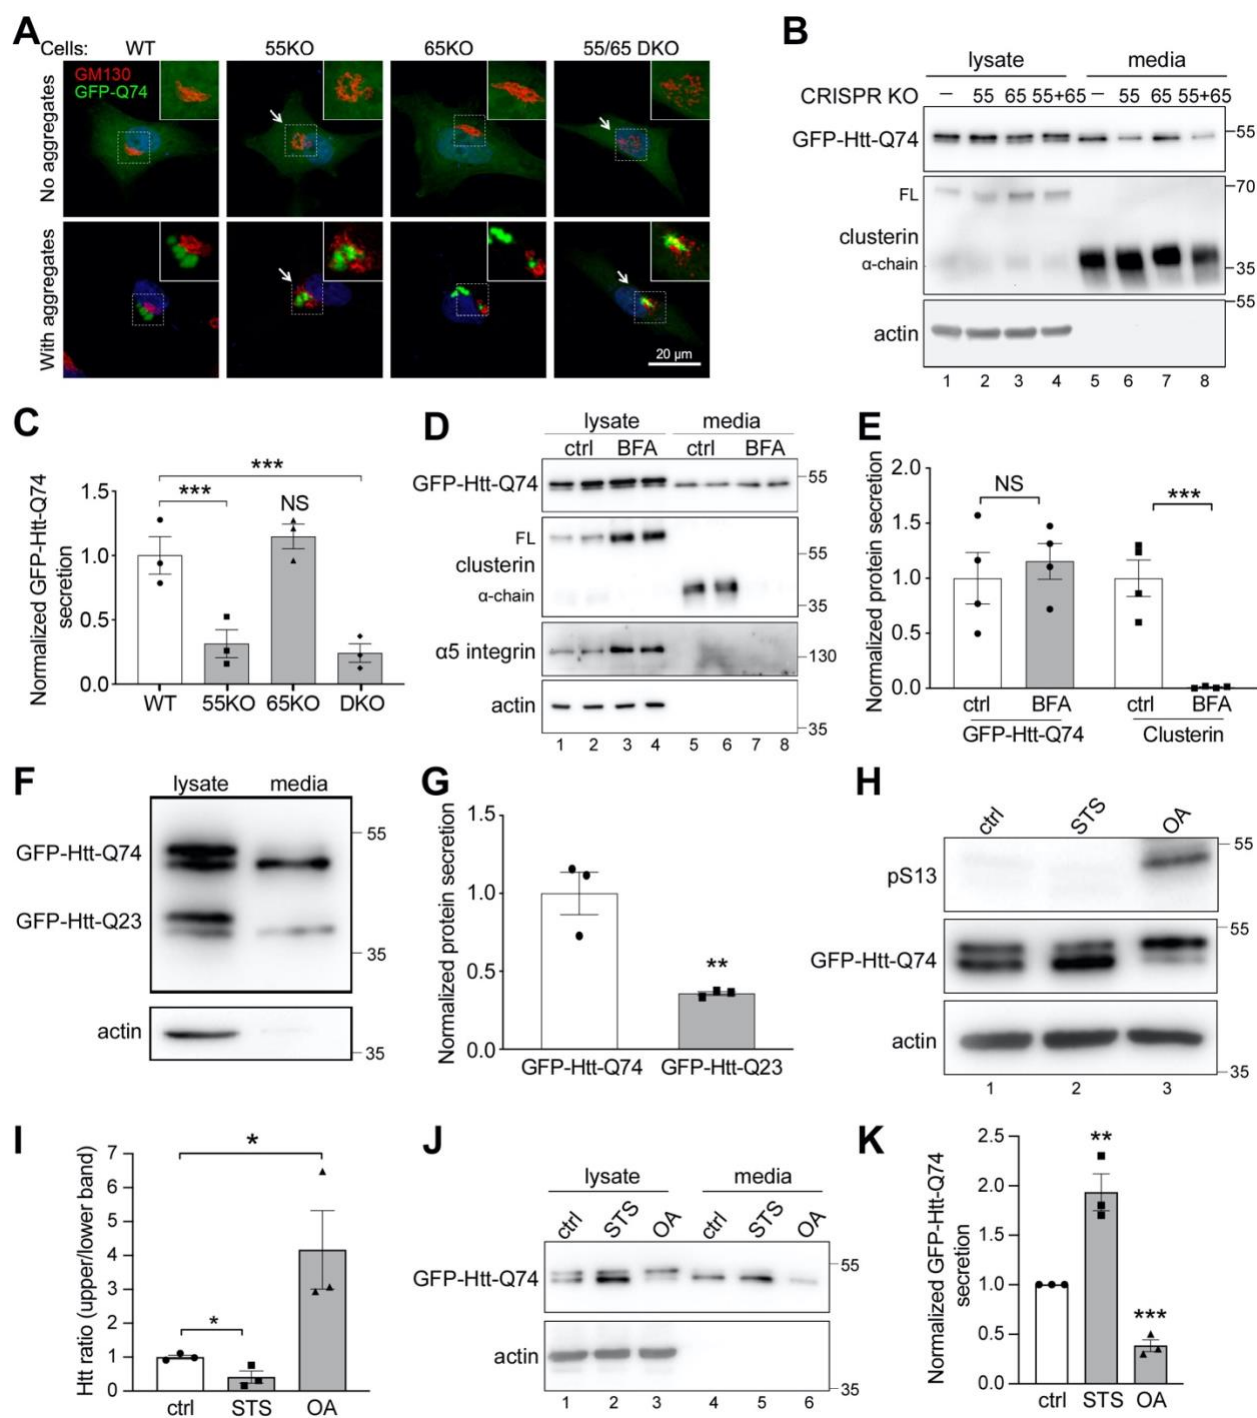 A
Cells: WT 55KO 65KO 55/65 DKO
GM130
GFP-Q74
No aggregates
With aggregates
20 μm
B
lysate media
CRISPR KO – 55 65 55+65 – 55 65 55+65
GFP-Htt-Q74
55
FL
70
clusterin
α-chain
35
55
actin
1 2 3 4 5 6 7 8
C
Normalized GFP-Htt-Q74
secretion
***
***
NS
1.5
1.0
0.5
0.0
WT 55KO 65KO DKO
D
lysate media
ctrl BFA ctrl BFA
GFP-Htt-Q74
55
FL
clusterin
55
α-chain
35
α5 integrin
130
actin
35
1 2 3 4 5 6 7 8
E
Normalized protein secretion
2.0
1.5
1.0
0.5
0.0
NS
***
ctrl BFA ctrl BFA
GFP-Htt-Q74 Clusterin
F
lysate media
55
GFP-Htt-Q74
GFP-Htt-Q23
35
actin
35
G
Normalized protein secretion
1.5
1.0
0.5
0.0
**
GFP-Htt-Q74 GFP-Htt-Q23
H
ctrl STS OA
55
pS13
55
GFP-Htt-Q74
actin
35
1 2 3
I
Htt ratio (upper/lower band)
7
6
5
4
3
2
1
0
*
*
ctrl STS OA
J
lysate media
ctrl STS OA ctrl STS OA
55
GFP-Htt-Q74
actin
35
1 2 3 4 5 6
K
Normalized GFP-Htt-Q74
secretion
2.5
2.0
1.5
1.0
0.5
0.0
**
***
ctrl STS OA